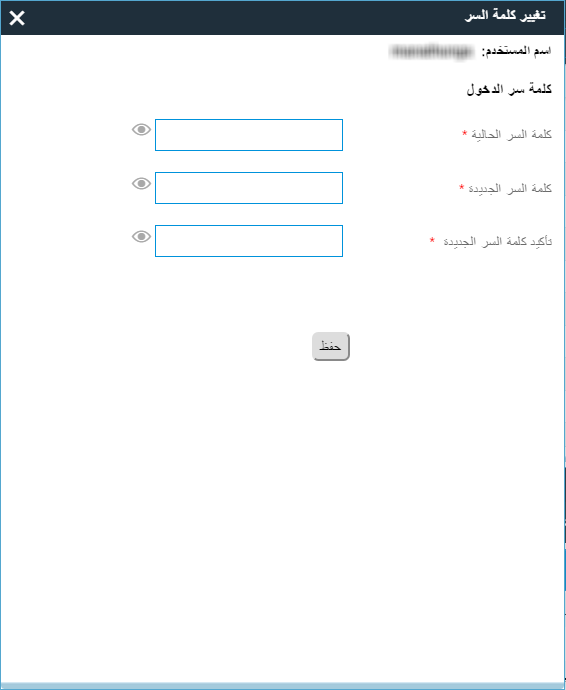 تغيير كلمة السر
اسم المستخدم:
كلمة سر الدخول
كلمة السر الحالية *
كلمة السر الجديدة *
تأكيد كلمة السر الجديدة *
حفظ